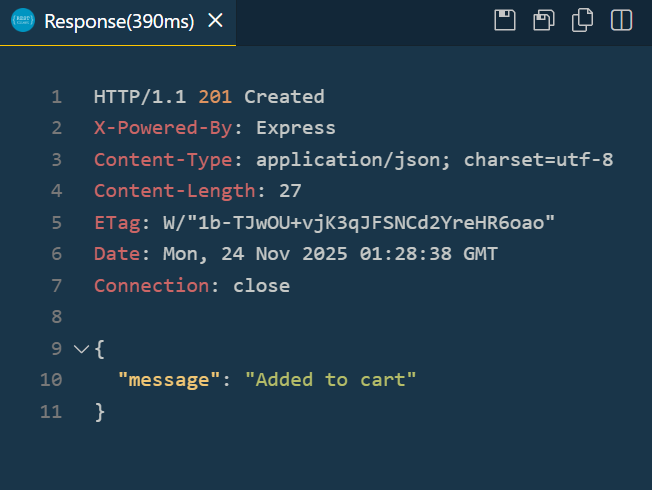 Response(390ms)
1 HTTP/1.1 201 Created
2 X-Powered-By: Express
3 Content-Type: application/json; charset=utf-8
4 Content-Length: 27
5 ETag: W/"1b-TJwOU+vjK3qJFSNCd2YreHR6oao"
6 Date: Mon, 24 Nov 2025 01:28:38 GMT
7 Connection: close
8
9 {
10 "message": "Added to cart"
11 }